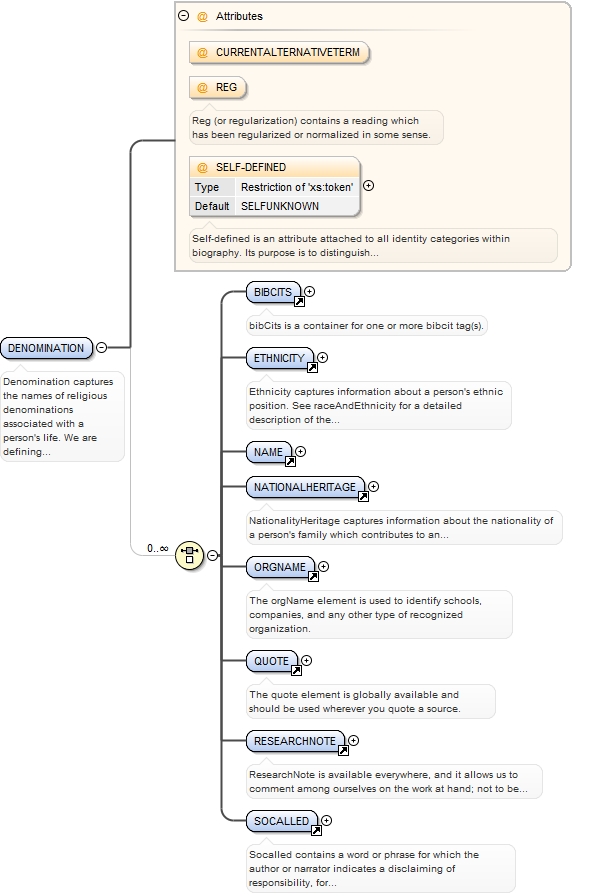 Attributes
CURRENTALTERNATIVETERM
REG
Reg (or regularization) contains a reading which
has been regularized or normalized in some sense.
SELF-DEFINED
Type Restriction of 'xs:token'
Default SELFUNKNOWN
Self-defined is an attribute attached to all identity categories within
biography. Its purpose is to distinguish...
DENOMINATION
Denomination captures
the names of religious
denominations
associated with a
person's life. We are
defining...
0..∞
BIBCITS
bibCits is a container for one or more bibcit tag(s).
ETHNICITY
Ethnicity captures information about a person's ethnic
position. See raceAndEthnicity for a detailed
description of the...
NAME
NATIONALHERITAGE
NationalityHeritage captures information about the nationality of
a person's family which contributes to an...
ORGNAME
The orgName element is used to identify schools,
companies, and any other type of recognized
organization.
QUOTE
The quote element is globally available and
should be used wherever you quote a source.
RESEARCHNOTE
ResearchNote is available everywhere, and it allows us to
comment among ourselves on the work at hand; not to be...
SOCALLED
Socalled contains a word or phrase for which the
author or narrator indicates a disclaiming of
responsibility, for...